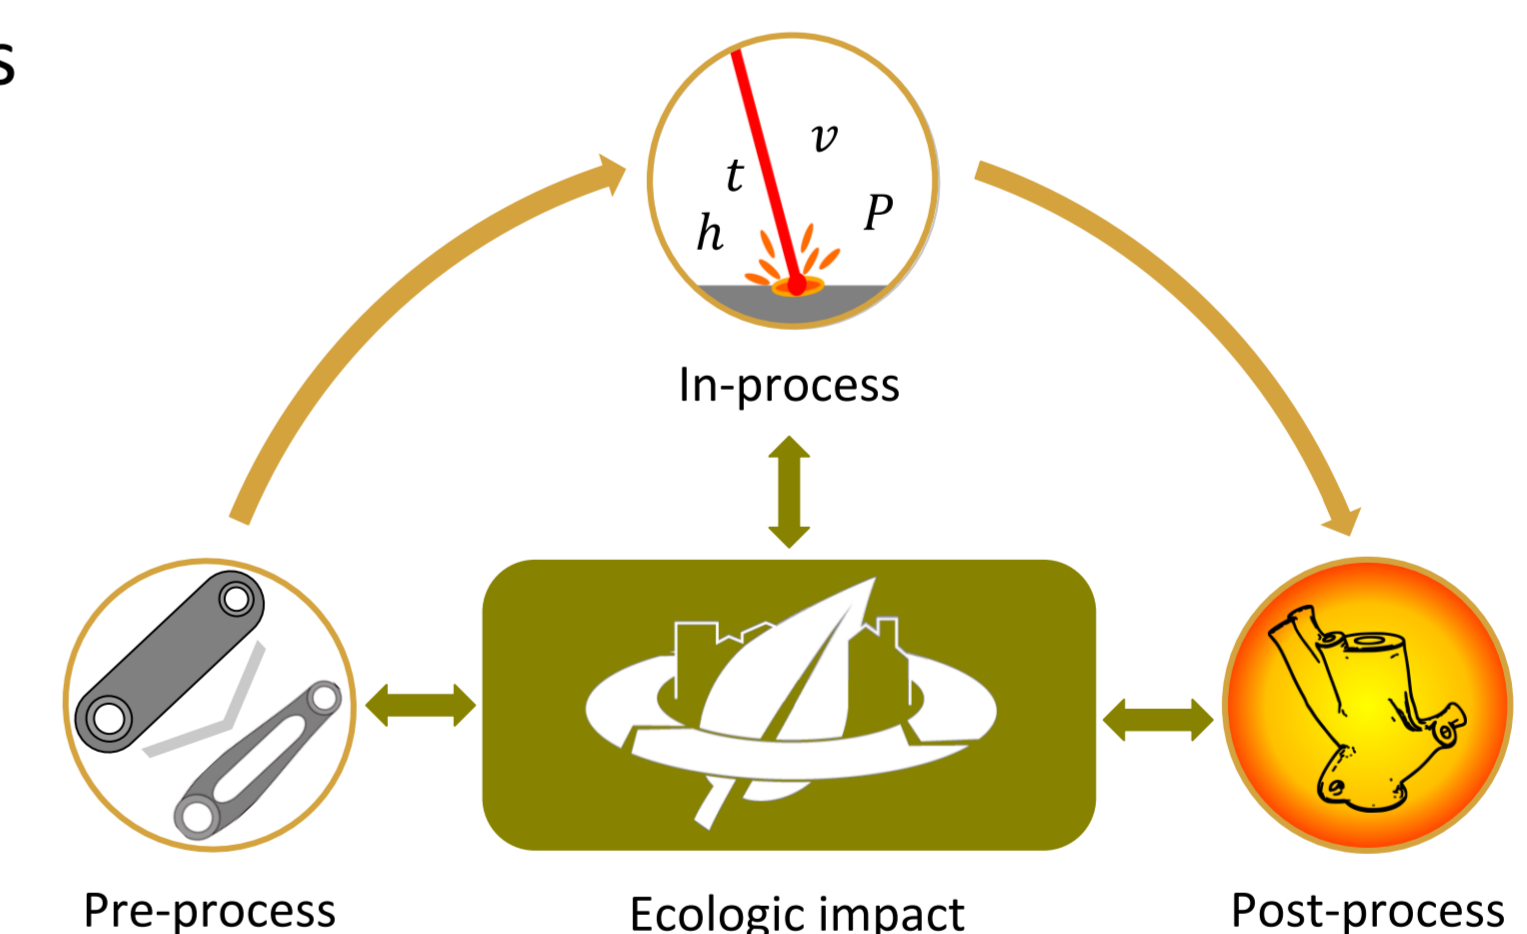 s
v
t
P
h
In-process
Pre-process
Ecologic impact
Post-process